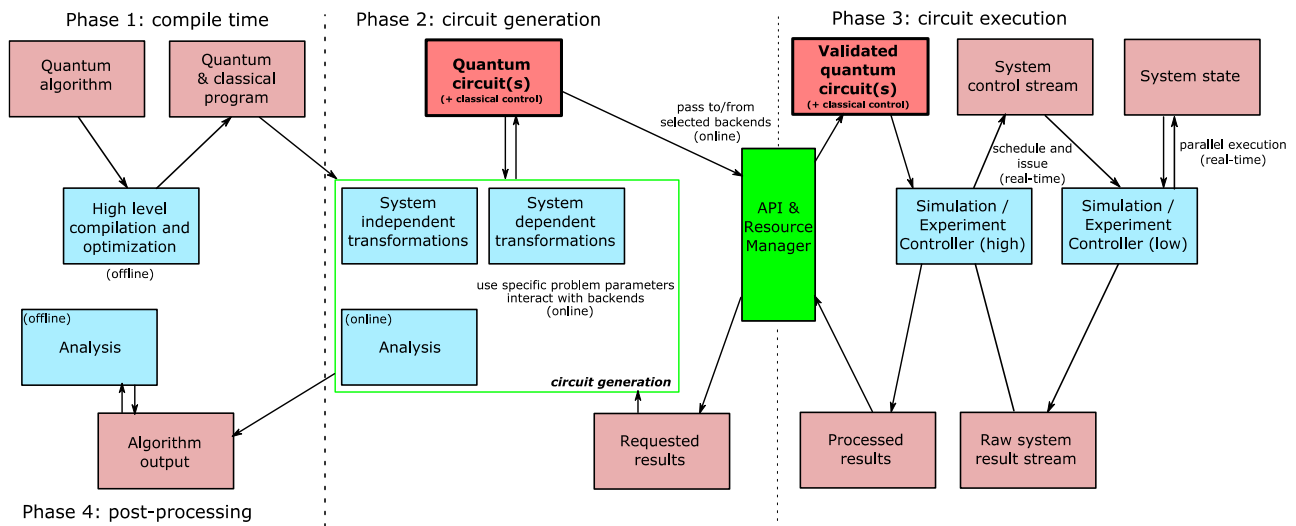 Phase 1: compile time
Quantum
algorithm
Quantum
& classical
program
High level
compilation and
optimization
(offline)
(offline)
Analysis
Algorithm
output
Phase 4: post-processing
Phase 2: circuit generation
Quantum
circuit(s)
(+ classical control)
pass to/from
selected backends
(online)
System
independent
transformations
System
dependent
transformations
use specific problem parameters
interact with backends
(online)
(online)
Analysis
circuit generation
Requested
results
API &
Resource
Manager
Phase 3: circuit execution
Validated
quantum
circuit(s)
(+ classical control)
System
control stream
System state
schedule and
issue
(real-time)
parallel execution
(real-time)
Simulation /
Experiment
Controller (high)
Simulation /
Experiment
Controller (low)
Processed
results
Raw system
result stream